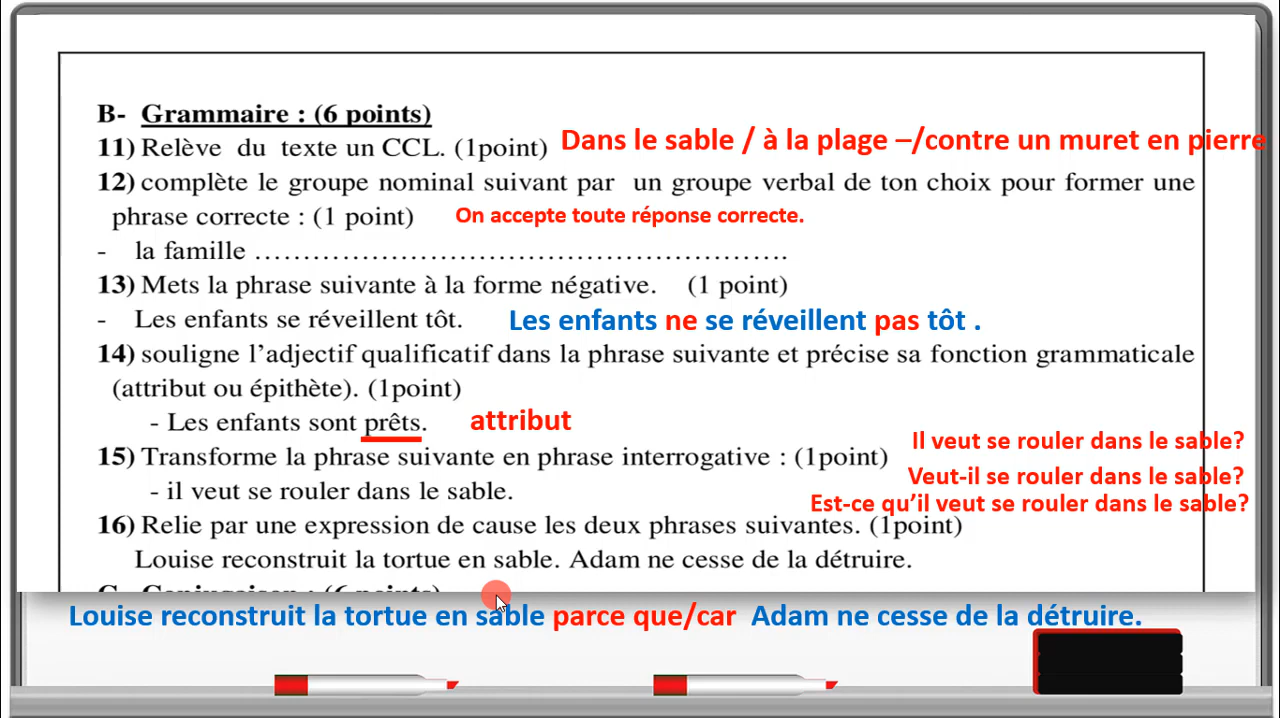 B- Grammaire : (6 points)
11) Relève du texte un CCL. (1point) Dans le sable / à la plage –/contre un muret en pierre
12) complète le groupe nominal suivant par un groupe verbal de ton choix pour former une
phrase correcte : (1 point) On accepte toute réponse correcte.
- la famille …………………………………………………….
13) Mets la phrase suivante à la forme négative. (1 point)
- Les enfants se réveillent tôt. Les enfants ne se réveillent pas tôt .
14) souligne l’adjectif qualificatif dans la phrase suivante et précise sa fonction grammaticale
(attribut ou épithète). (1point)
- Les enfants sont prêts. attribut
Il veut se rouler dans le sable?
15) Transforme la phrase suivante en phrase interrogative : (1point)
Veut-il se rouler dans le sable?
- il veut se rouler dans le sable.
Est-ce qu’il veut se rouler dans le sable?
16) Relie par une expression de cause les deux phrases suivantes. (1point)
Louise reconstruit la tortue en sable. Adam ne cesse de la détruire.
C- Conjugaison : (6 points)
Louise reconstruit la tortue en sable parce que/car Adam ne cesse de la détruire.